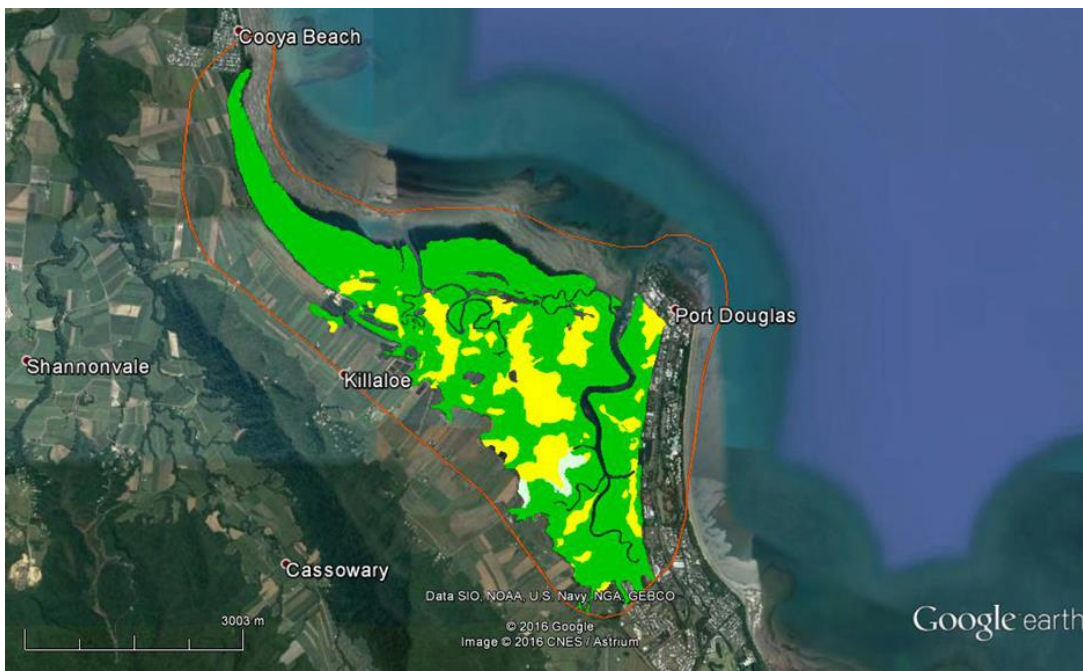 Cooya Beach
Port Douglas
Shannonvale
Killaloe
Cassowary
Data SIO, NOAA, U.S. Navy, NGA, GEBCO
3003 m
© 2016 Google
Image © 2016 CNES / Astrium
Google earth